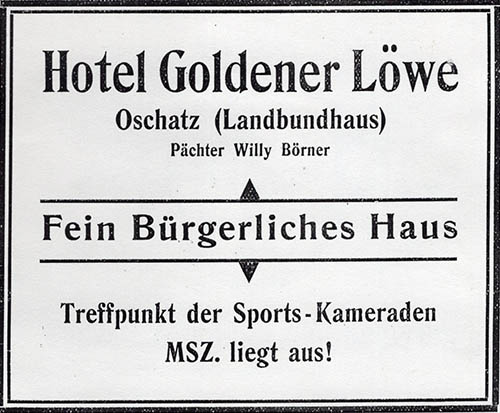 Hotel Goldener Löwe
Oschatz (Landbundhaus)
Pächter Willy Börner
Fein Bürgerliches Haus
Treffpunkt der Sports-Kameraden
MSZ. liegt aus!